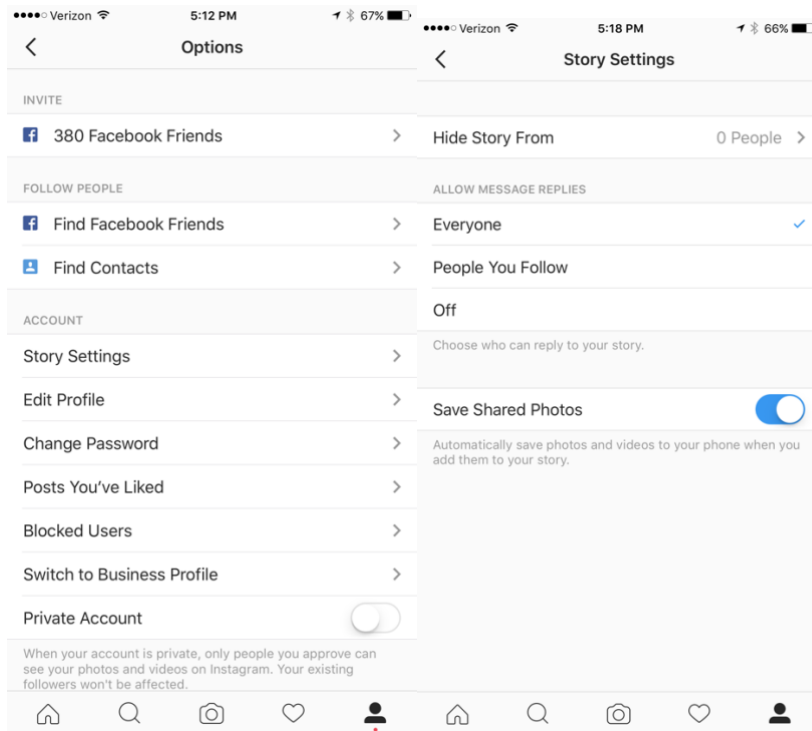 Verizon 5:12 PM 67%
Options
INVITE
380 Facebook Friends
FOLLOW PEOPLE
Find Facebook Friends
Find Contacts
ACCOUNT
Story Settings
Edit Profile
Change Password
Posts You've Liked
Blocked Users
Switch to Business Profile
Private Account
When your account is private, only people you approve can
see your photos and videos on Instagram. Your existing
followers won't be affected.
Verizon 5:18 PM 66%
Story Settings
Hide Story From 0 People
ALLOW MESSAGE REPLIES
Everyone
People You Follow
Off
Choose who can reply to your story.
Save Shared Photos
Automatically save photos and videos to your phone when you
add them to your story.